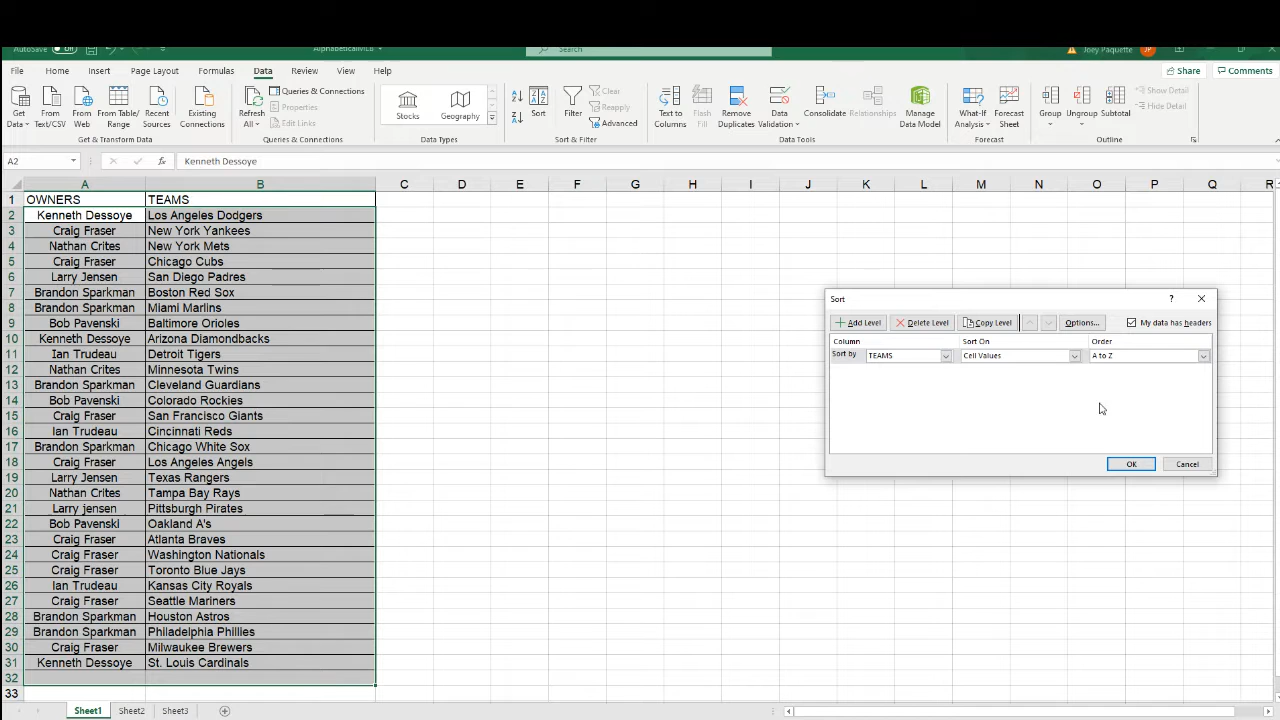 AutoSave Off AlphabeticalMLB Search Joey Paquette JP
File Home Insert Page Layout Formulas Data Review View Help Share Comments
Get Data From Text/CSV From Web From Table/Range Recent Sources Existing Connections
Refresh All Queries & Connections Properties Edit Links
Stocks Geography
Sort Filter Clear Reapply Advanced
Text to Columns Flash Fill Remove Duplicates Data Validation Consolidate Relationships Manage Data Model
What-If Analysis Forecast Sheet Group Ungroup Subtotal Show Detail Hide Detail
Get & Transform Data Queries & Connections Data Types Sort & Filter Data Tools Forecast Outline
A2 fx Kenneth Dessoye
A B C D E F G H I J K L M N O P Q R
1 OWNERS TEAMS
2 Kenneth Dessoye Los Angeles Dodgers
3 Craig Fraser New York Yankees
4 Nathan Crites New York Mets
5 Craig Fraser Chicago Cubs
6 Larry Jensen San Diego Padres
7 Brandon Sparkman Boston Red Sox
8 Brandon Sparkman Miami Marlins
9 Bob Pavenski Baltimore Orioles
10 Kenneth Dessoye Arizona Diamondbacks
11 Ian Trudeau Detroit Tigers
12 Nathan Crites Minnesota Twins
13 Brandon Sparkman Cleveland Guardians
14 Bob Pavenski Colorado Rockies
15 Craig Fraser San Francisco Giants
16 Ian Trudeau Cincinnati Reds
17 Brandon Sparkman Chicago White Sox
18 Craig Fraser Los Angeles Angels
19 Larry Jensen Texas Rangers
20 Nathan Crites Tampa Bay Rays
21 Larry jensen Pittsburgh Pirates
22 Bob Pavenski Oakland A's
23 Craig Fraser Atlanta Braves
24 Craig Fraser Washington Nationals
25 Craig Fraser Toronto Blue Jays
26 Ian Trudeau Kansas City Royals
27 Craig Fraser Seattle Mariners
28 Brandon Sparkman Houston Astros
29 Brandon Sparkman Philadelphia Phillies
30 Craig Fraser Milwaukee Brewers
31 Kenneth Dessoye St. Louis Cardinals
32
33
Sort ? ×
Add Level Delete Level Copy Level Options... My data has headers
Column Sort On Order
Sort by TEAMS Cell Values A to Z
OK Cancel
Sheet1 Sheet2 Sheet3